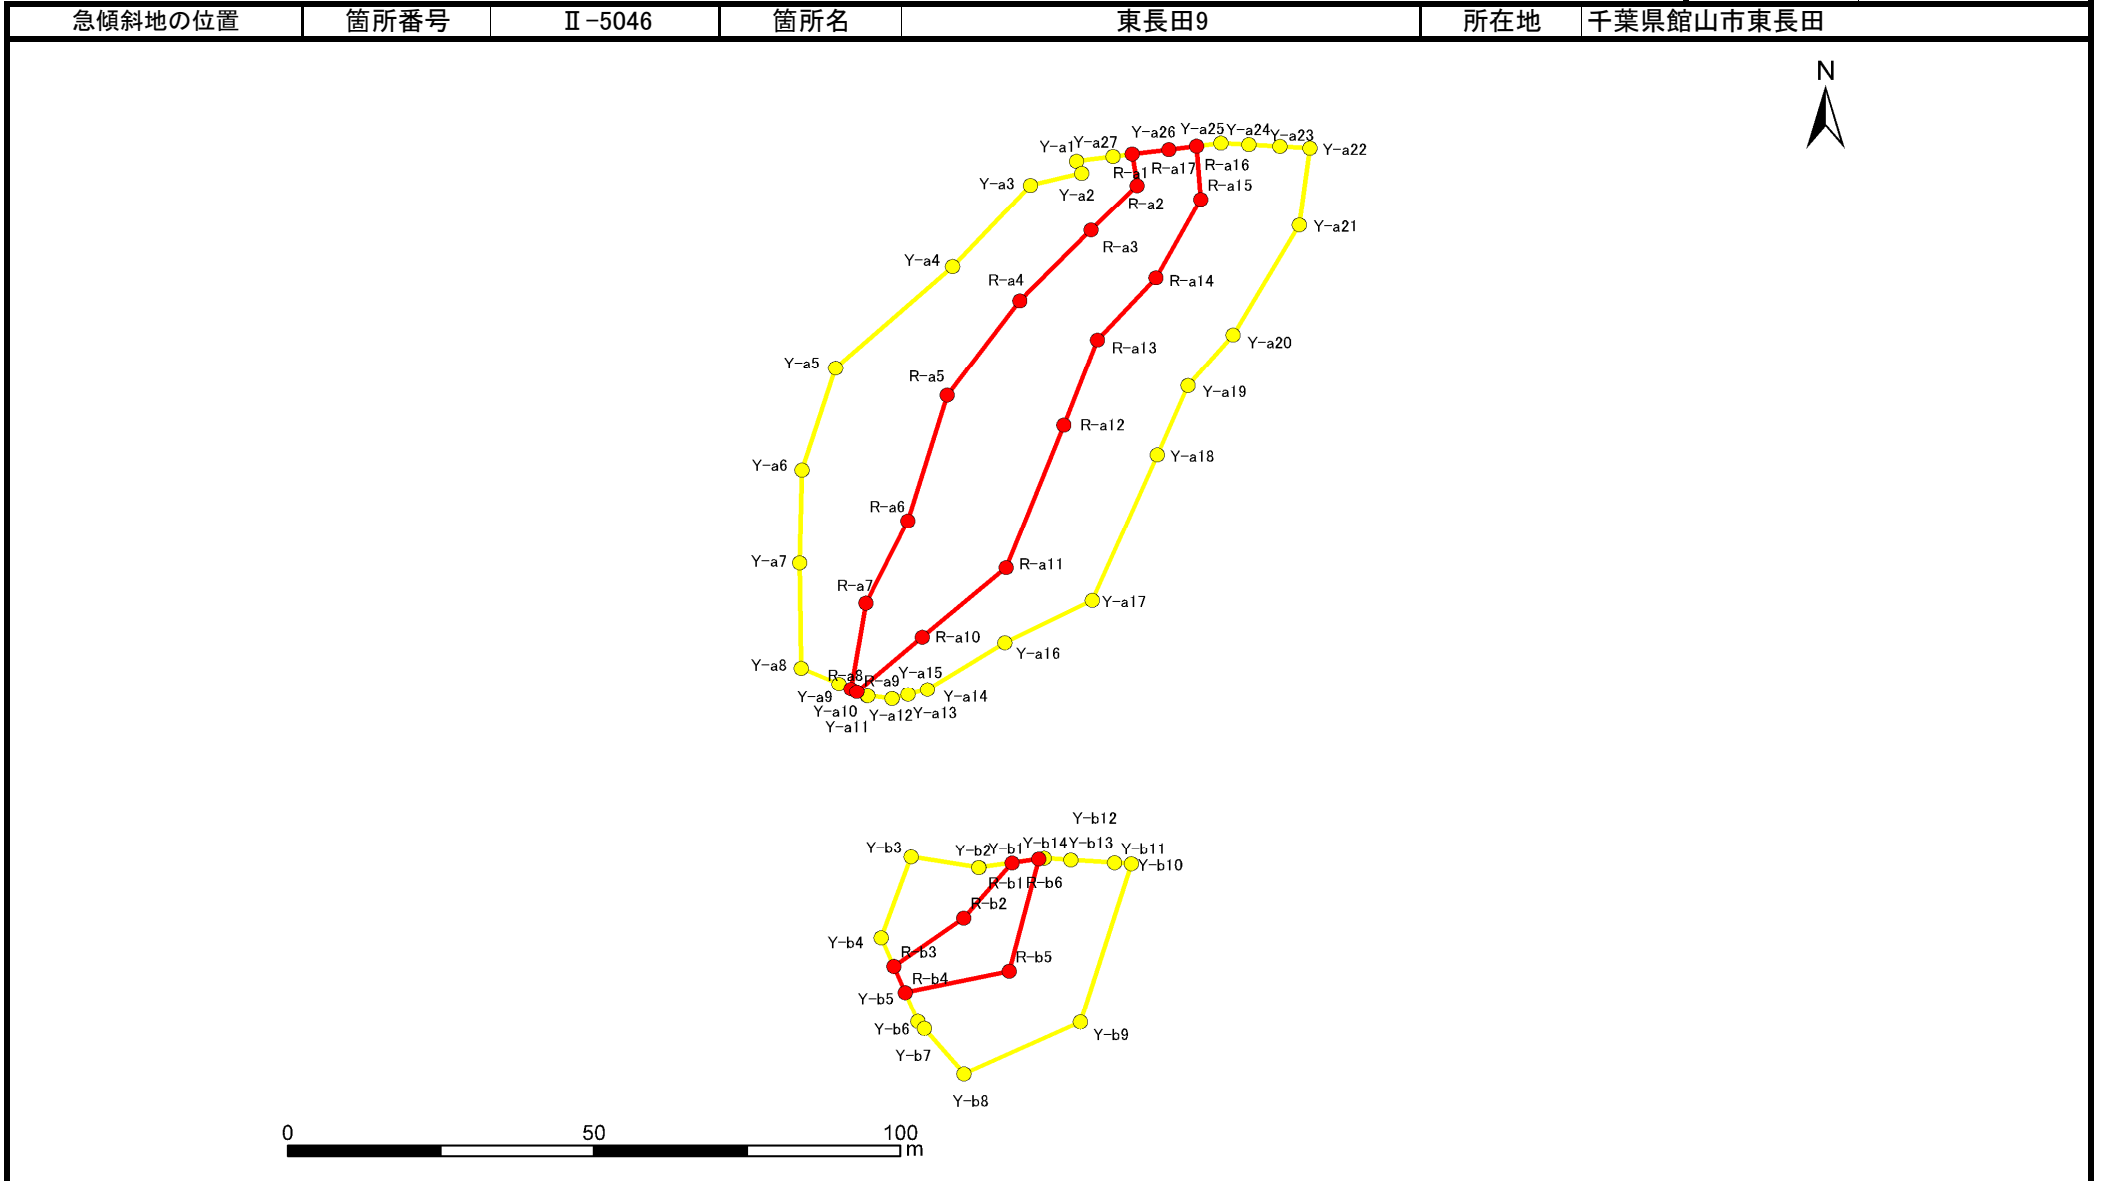 急傾斜地の位置 箇所番号 Ⅱ-5046 箇所名 東長田9 所在地 千葉県館山市東長田
N
Y-a26 Y-a25 Y-a24 Y-a23
Y-a1 Y-a27 Y-a22
R-a1 R-a17 R-a16
Y-a3 Y-a2 R-a2 R-a15
Y-a21
R-a3
Y-a4
R-a4 R-a14
Y-a20
R-a13
Y-a5
R-a5 Y-a19
R-a12
Y-a6 Y-a18
R-a6
Y-a7 R-a11
R-a7 Y-a17
R-a10
Y-a16
Y-a8 R-a8 R-a9 Y-a15
Y-a9 Y-a14
Y-a10 Y-a12 Y-a13
Y-a11
Y-b12
Y-b3 Y-b2 Y-b1 Y-b14 Y-b13 Y-b11
Y-b10
R-b1 R-b6
R-b2
Y-b4 R-b3
R-b5
R-b4
Y-b5
Y-b6 Y-b9
Y-b7
Y-b8
0 50 100
m